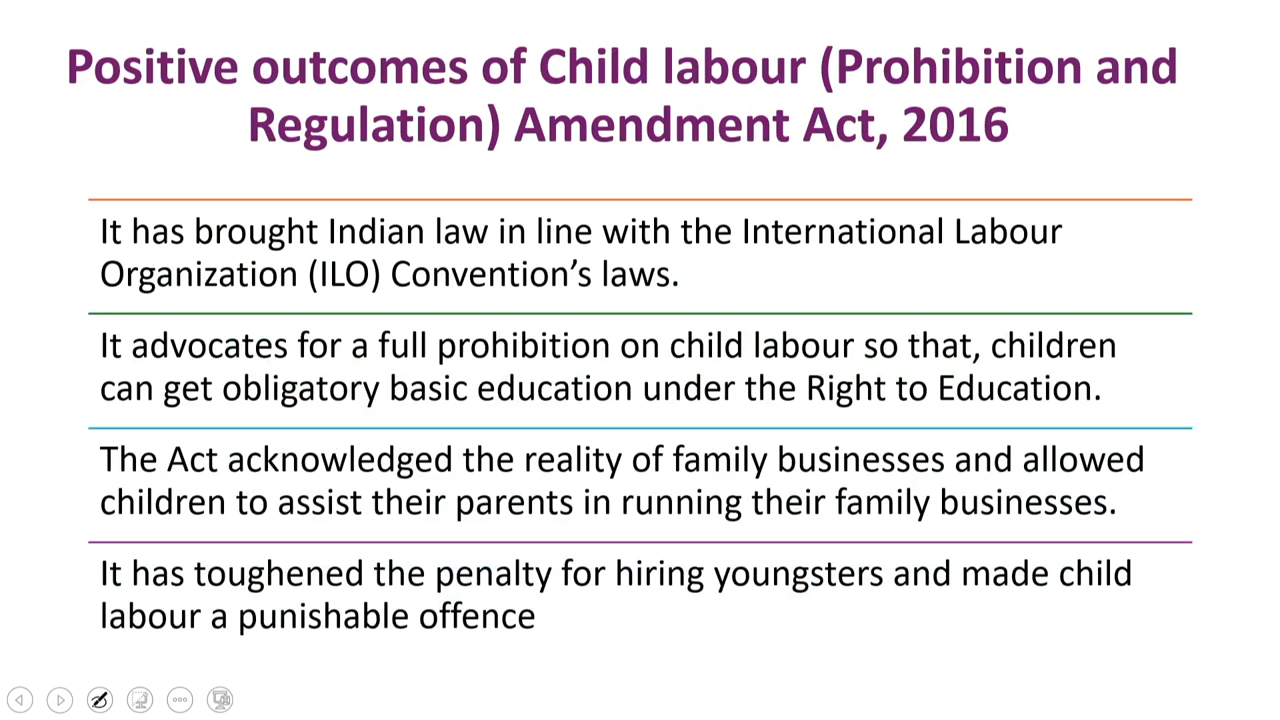 Positive outcomes of Child labour (Prohibition and
Regulation) Amendment Act, 2016
It has brought Indian law in line with the International Labour
Organization (ILO) Convention’s laws.
It advocates for a full prohibition on child labour so that, children
can get obligatory basic education under the Right to Education.
The Act acknowledged the reality of family businesses and allowed
children to assist their parents in running their family businesses.
It has toughened the penalty for hiring youngsters and made child
labour a punishable offence